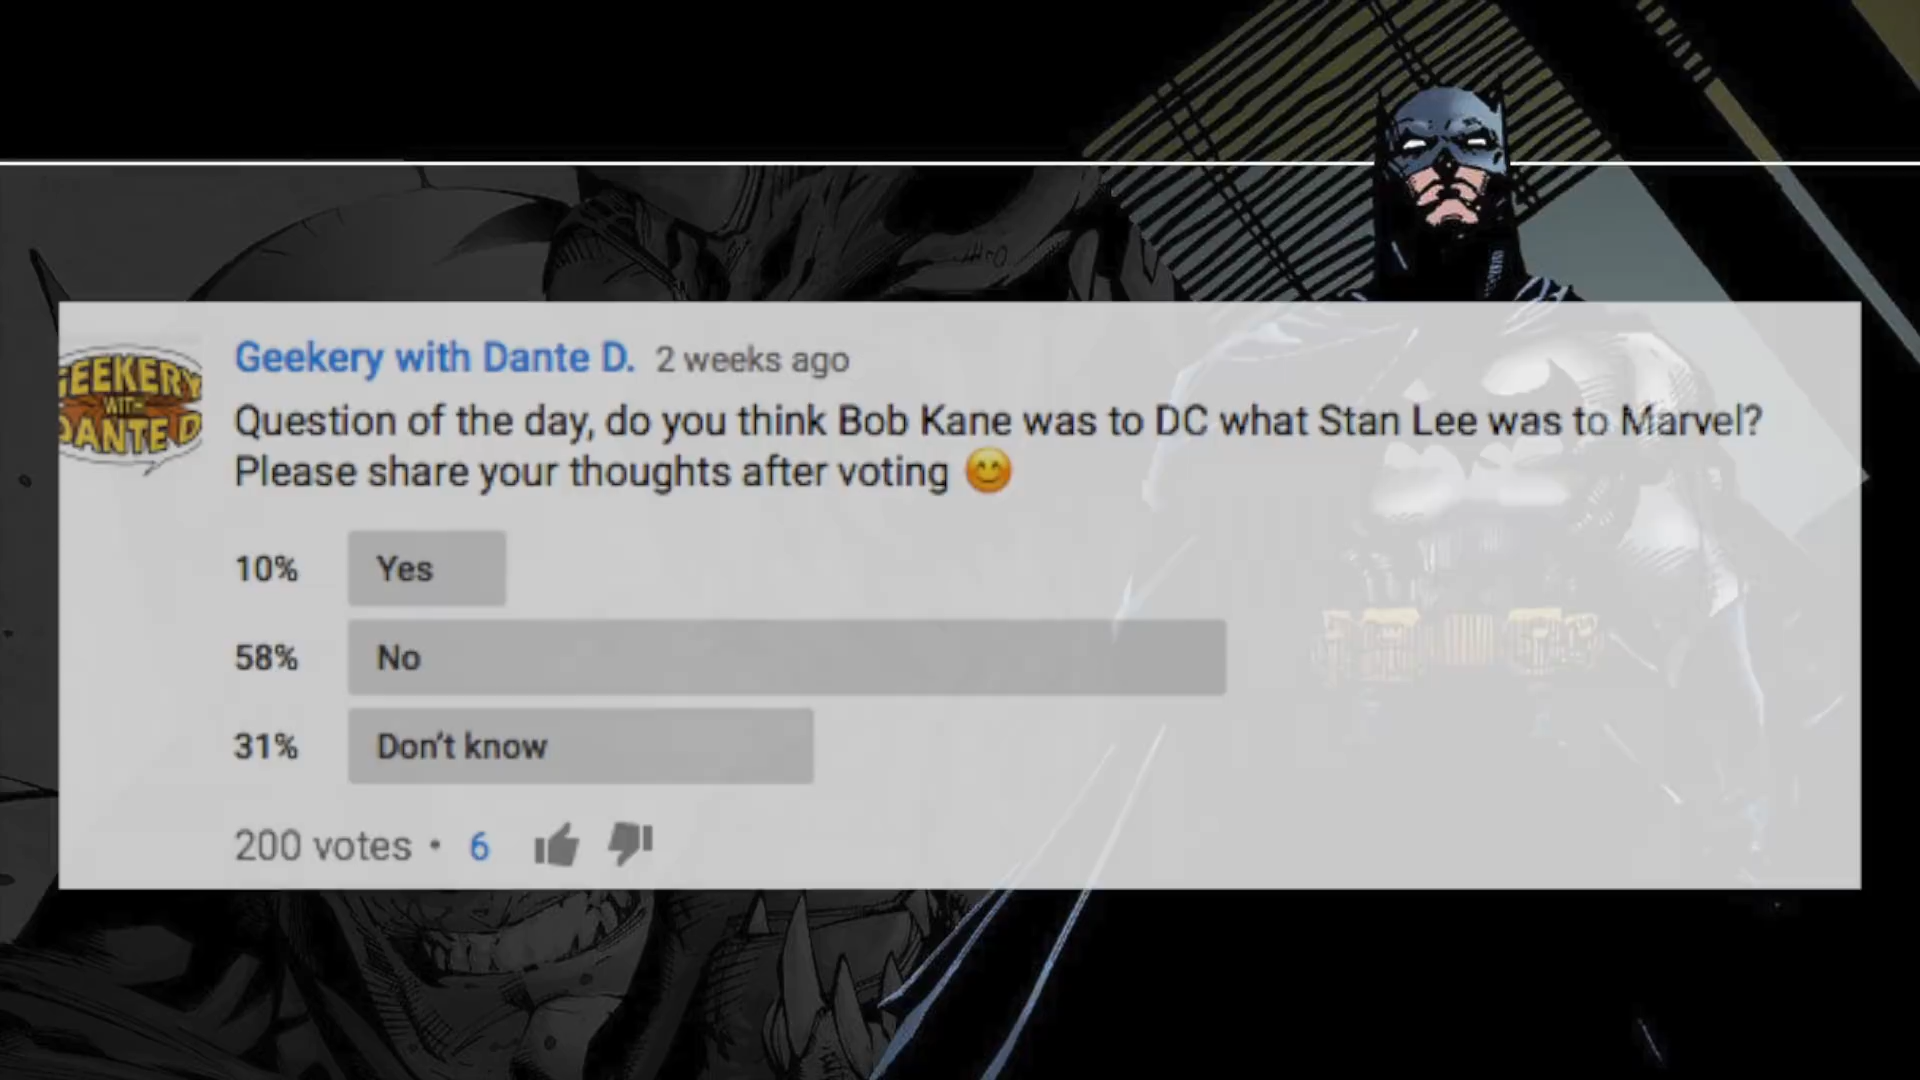 GEEKERY
WITH
DANTE D
Geekery with Dante D. 2 weeks ago
Question of the day, do you think Bob Kane was to DC what Stan Lee was to Marvel?
Please share your thoughts after voting 😊
10% Yes
58% No
31% Don't know
200 votes • 6